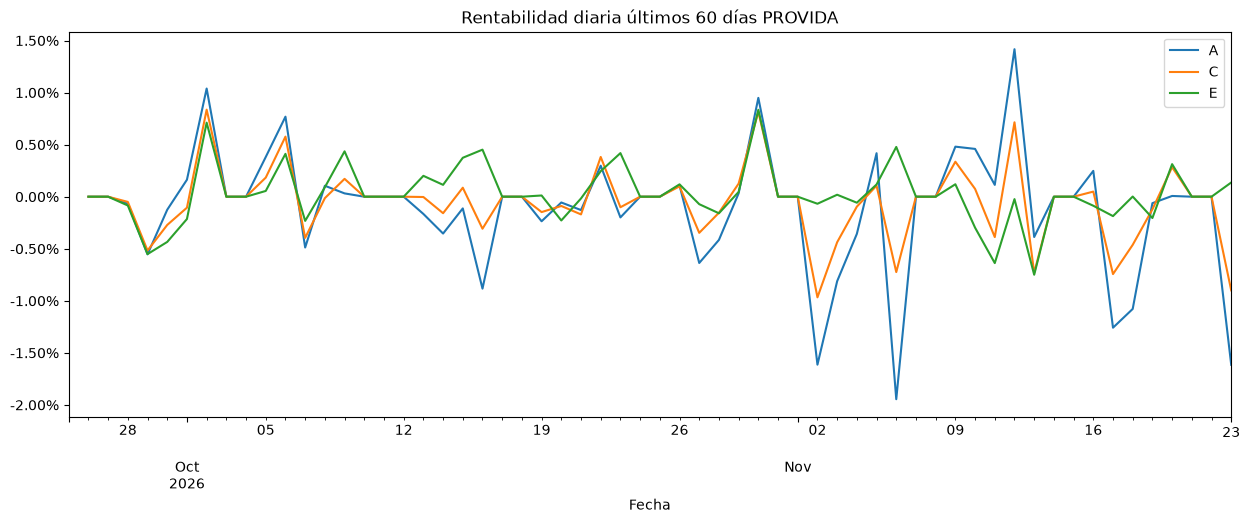 Rentabilidad diaria últimos 60 días PROVIDA
1.50%
1.00%
0.50%
0.00%
-0.50%
-1.00%
-1.50%
-2.00%
A
C
E
28 05 12 19 26 02 09 16 23
Oct Nov
2026
Fecha